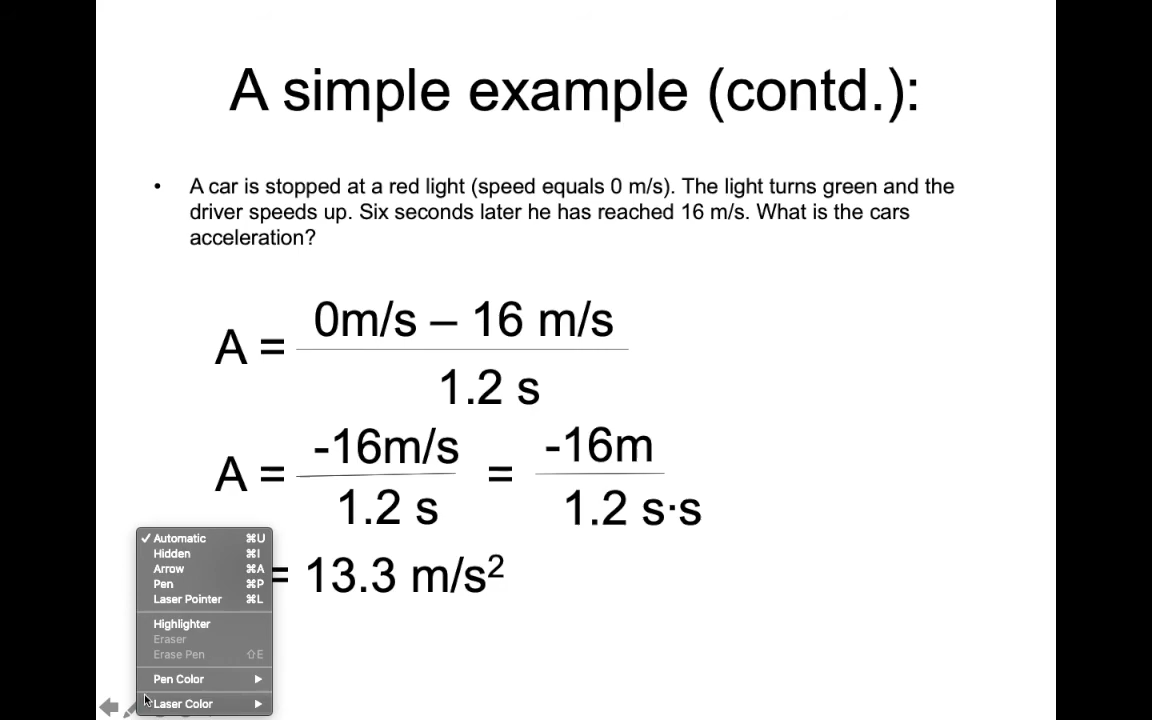 A simple example (contd.):
• A car is stopped at a red light (speed equals 0 m/s). The light turns green and the
driver speeds up. Six seconds later he has reached 16 m/s. What is the cars
acceleration?
0m/s – 16 m/s
A =
1.2 s
-16m/s -16m
A = =
1.2 s 1.2 s·s
= 13.3 m/s²
✓ Automatic ⌘U
Hidden ⌘I
Arrow ⌘A
Pen ⌘P
Laser Pointer ⌘L
Highlighter
Eraser
Erase Pen ⇧E
Pen Color ▶
Laser Color ▶